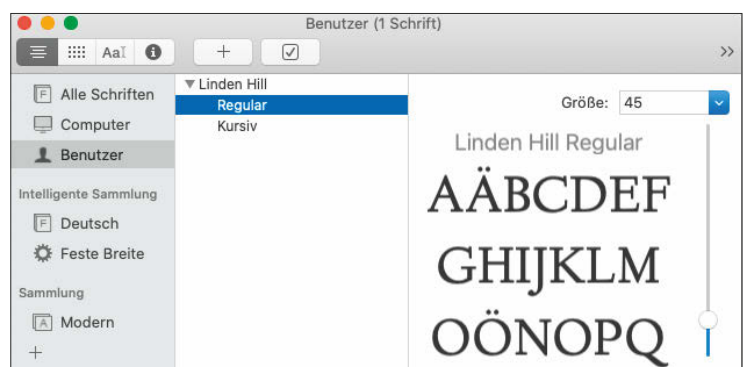 Benutzer (1 Schrift)
AaI
+
>>
Alle Schriften
Computer
Benutzer
Intelligente Sammlung
Deutsch
Feste Breite
Sammlung
Modern
+
Linden Hill
Regular
Kursiv
Größe: 45
Linden Hill Regular
AÄBCDEF
GHIJKLM
OÖNOPQ